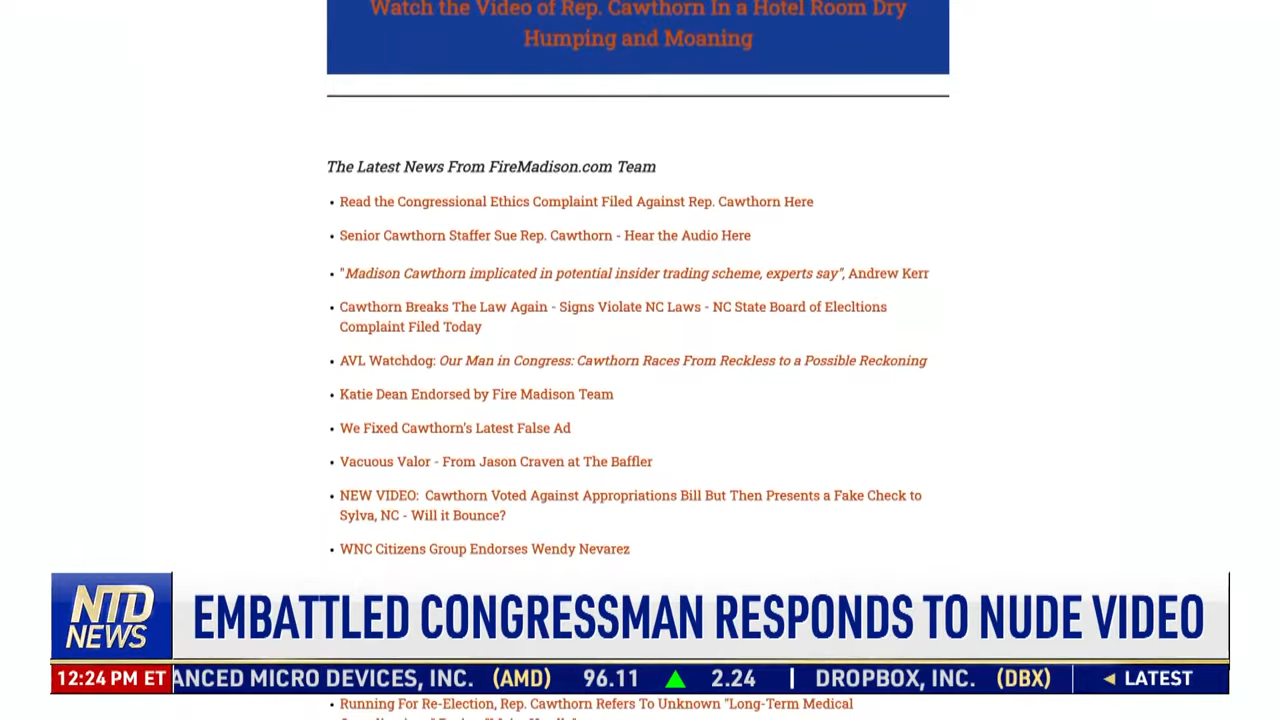 Watch the Video of Rep. Cawthorn In a Hotel Room Dry
Humping and Moaning
The Latest News From FireMadison.com Team
• Read the Congressional Ethics Complaint Filed Against Rep. Cawthorn Here
• Senior Cawthorn Staffer Sue Rep. Cawthorn - Hear the Audio Here
• "Madison Cawthorn implicated in potential insider trading scheme, experts say", Andrew Kerr
• Cawthorn Breaks The Law Again - Signs Violate NC Laws - NC State Board of Elecltions
Complaint Filed Today
• AVL Watchdog: Our Man in Congress: Cawthorn Races From Reckless to a Possible Reckoning
• Katie Dean Endorsed by Fire Madison Team
• We Fixed Cawthorn's Latest False Ad
• Vacuous Valor - From Jason Craven at The Baffler
• NEW VIDEO: Cawthorn Voted Against Appropriations Bill But Then Presents a Fake Check to
Sylva, NC - Will it Bounce?
• WNC Citizens Group Endorses Wendy Nevarez
NTD
NEWS
EMBATTLED CONGRESSMAN RESPONDS TO NUDE VIDEO
12:24 PM ET ANCED MICRO DEVICES, INC. (AMD) 96.11 ▲ 2.24 | DROPBOX, INC. (DBX) ◄ LATEST
Running For Re-Election, Rep. Cawthorn Refers To Unknown "Long-Term Medical